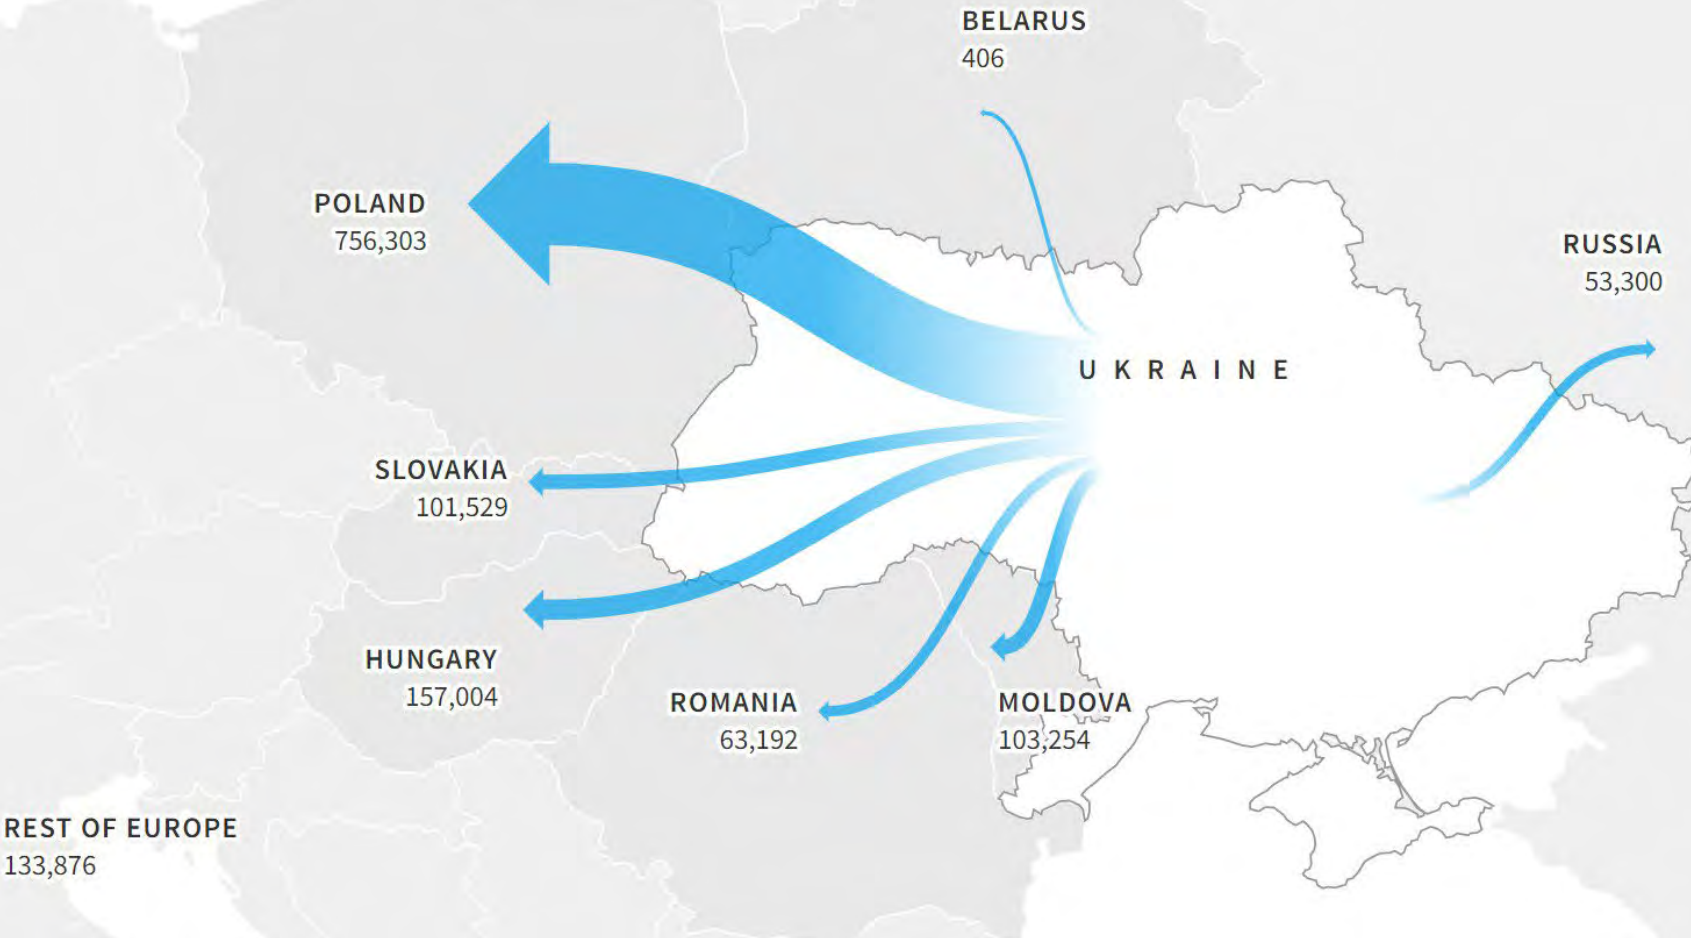 BELARUS
406
POLAND
756,303
RUSSIA
53,300
UKRAINE
SLOVAKIA
101,529
HUNGARY
157,004
ROMANIA
63,192
MOLDOVA
103,254
REST OF EUROPE
133,876